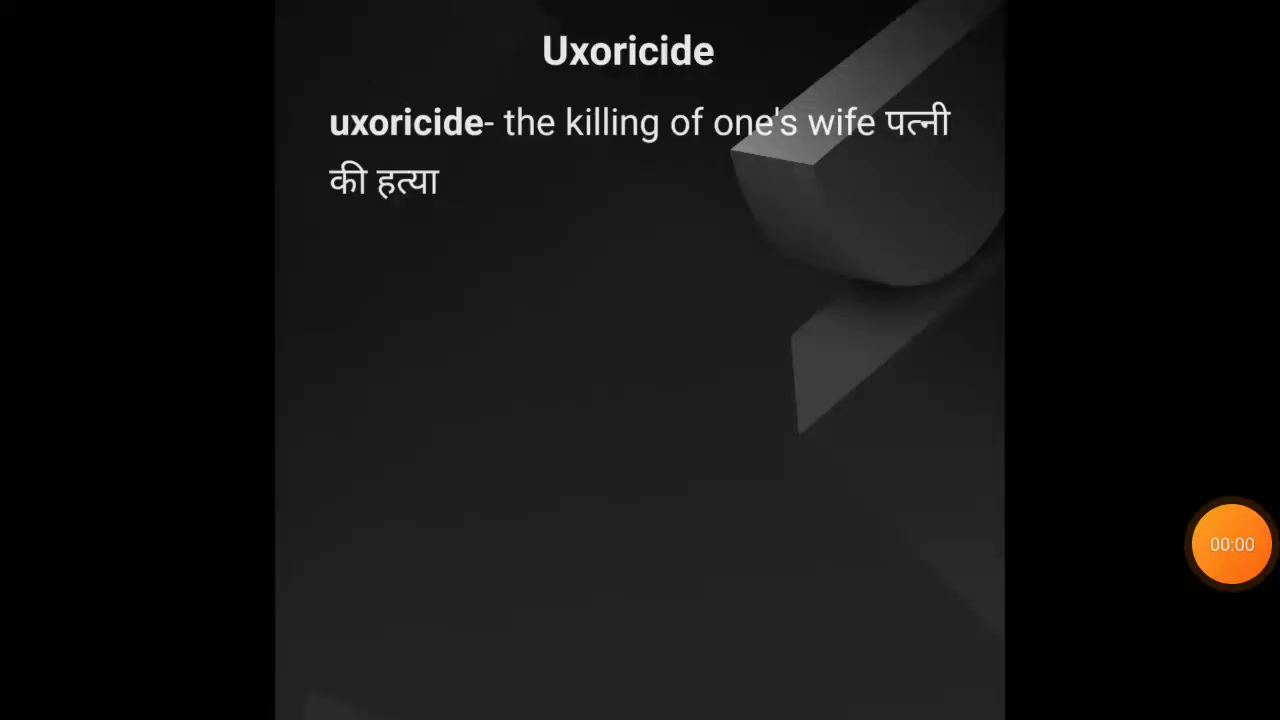 Uxoricide
uxoricide- the killing of one's wife पत्नी
की हत्या
00:00